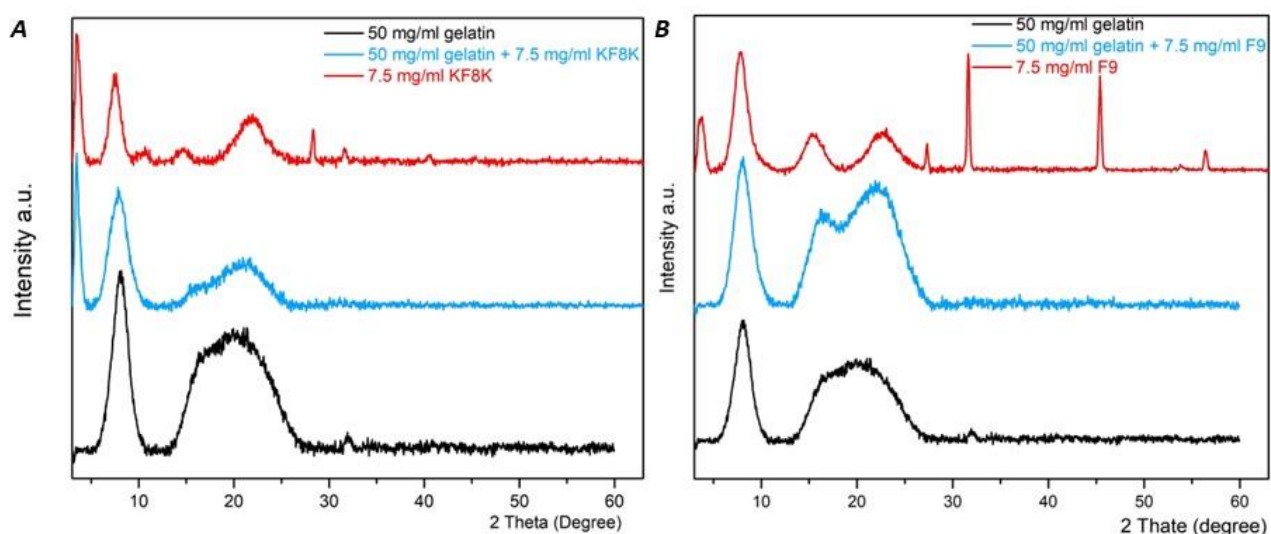 A
50 mg/ml gelatin
50 mg/ml gelatin + 7.5 mg/ml KF8K
7.5 mg/ml KF8K
Intensity a.u.
10 20 30 40 50 60
2 Theta (Degree)
B
50 mg/ml gelatin
50 mg/ml gelatin + 7.5 mg/ml F9
7.5 mg/ml F9
Intensity a.u.
10 20 30 40 50 60
2 Thate (degree)